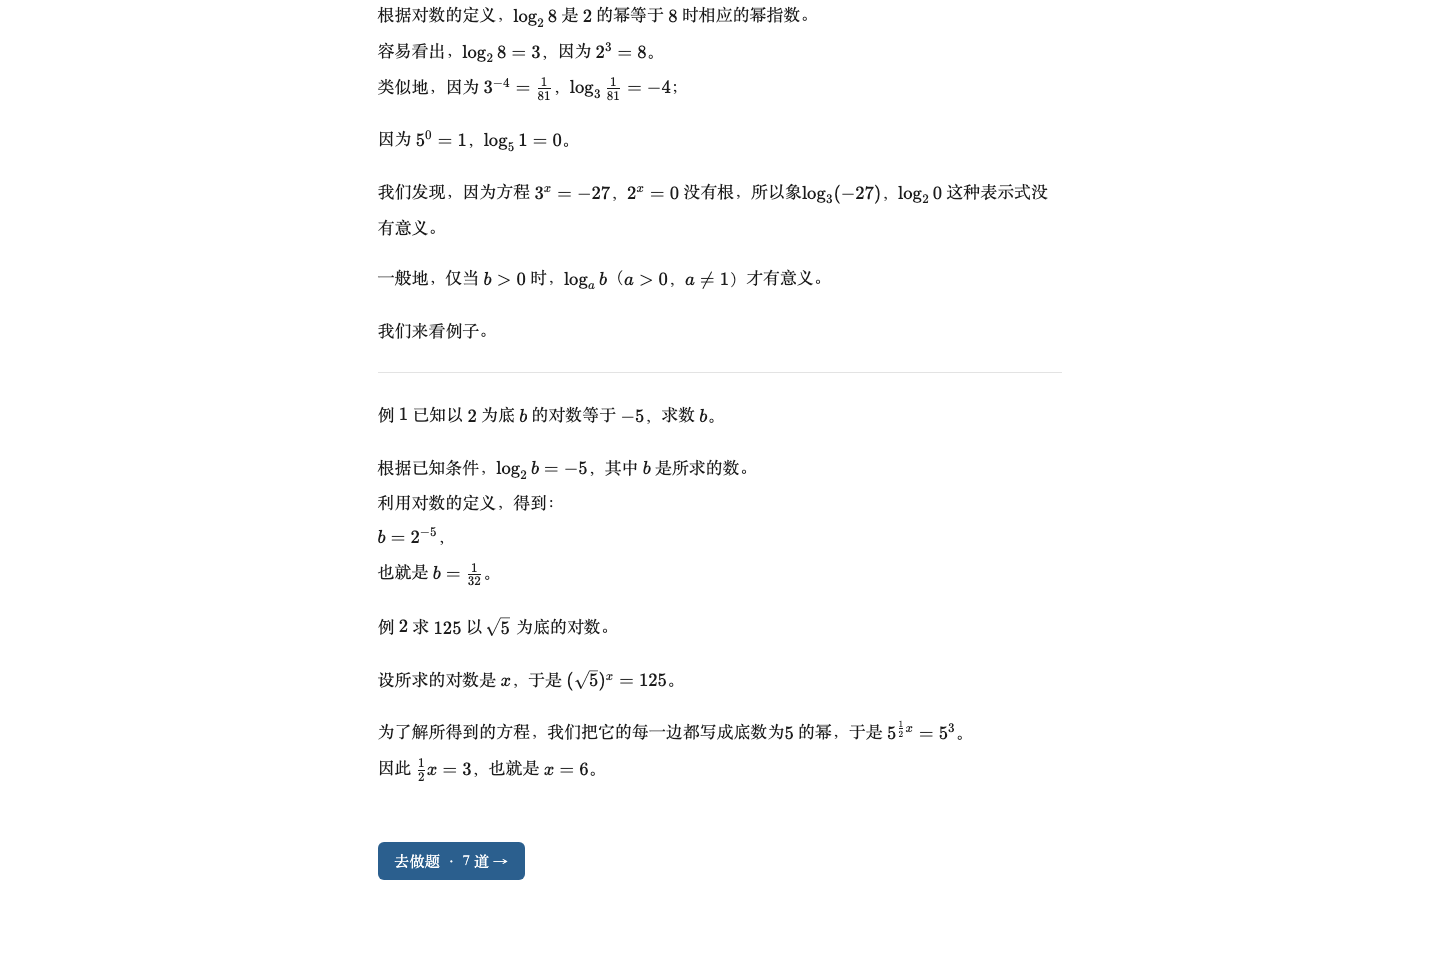 根据对数的定义，log₂ 8 是 2 的幂等于 8 时相应的幂指数。
容易看出，log₂ 8 = 3，因为 2³ = 8。
类似地，因为 3⁻⁴ = 1/81，log₃ 1/81 = −4；
因为 5⁰ = 1，log₅ 1 = 0。
我们发现，因为方程 3ˣ = −27，2ˣ = 0 没有根，所以象log₃(−27)，log₂ 0 这种表示式没
有意义。
一般地，仅当 b > 0 时，logₐ b（a > 0，a ≠ 1）才有意义。
我们来看例子。
例 1 已知以 2 为底 b 的对数等于 −5，求数 b。
根据已知条件，log₂ b = −5，其中 b 是所求的数。
利用对数的定义，得到：
b = 2⁻⁵，
也就是 b = 1/32。
例 2 求 125 以 √5 为底的对数。
设所求的对数是 x，于是 (√5)ˣ = 125。
为了解所得到的方程，我们把它的每一边都写成底数为5 的幂，于是 5^(1/2 x) = 5³。
因此 1/2 x = 3，也就是 x = 6。
去做题 · 7 道 →